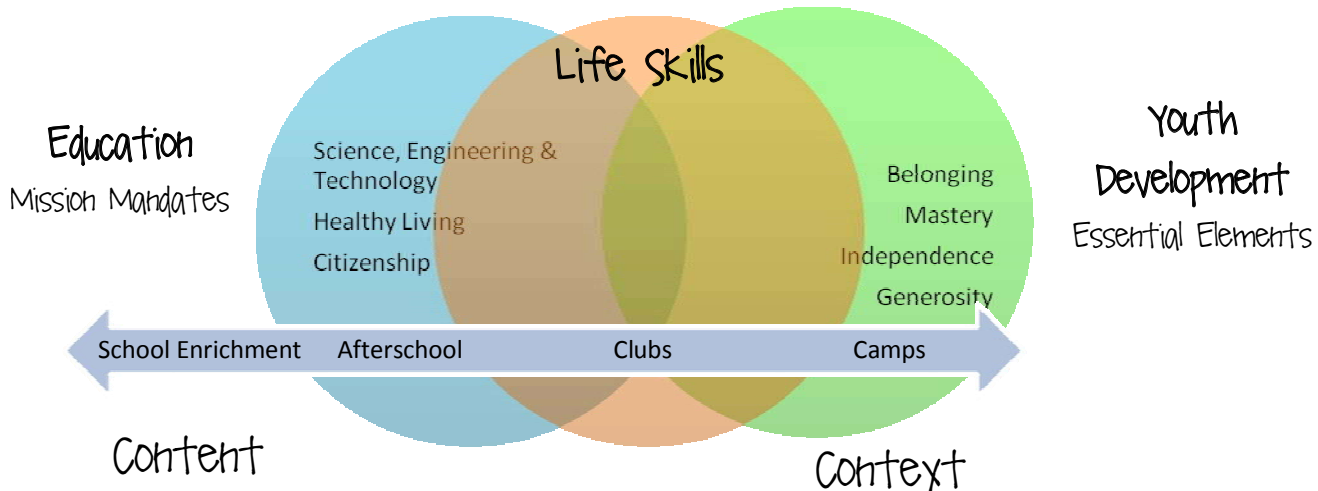 Life Skills
Education
Mission Mandates
Science, Engineering &
Technology
Healthy Living
Citizenship
Belonging
Mastery
Independence
Generosity
Youth
Development
Essential Elements
School Enrichment
Afterschool
Clubs
Camps
Content
Context